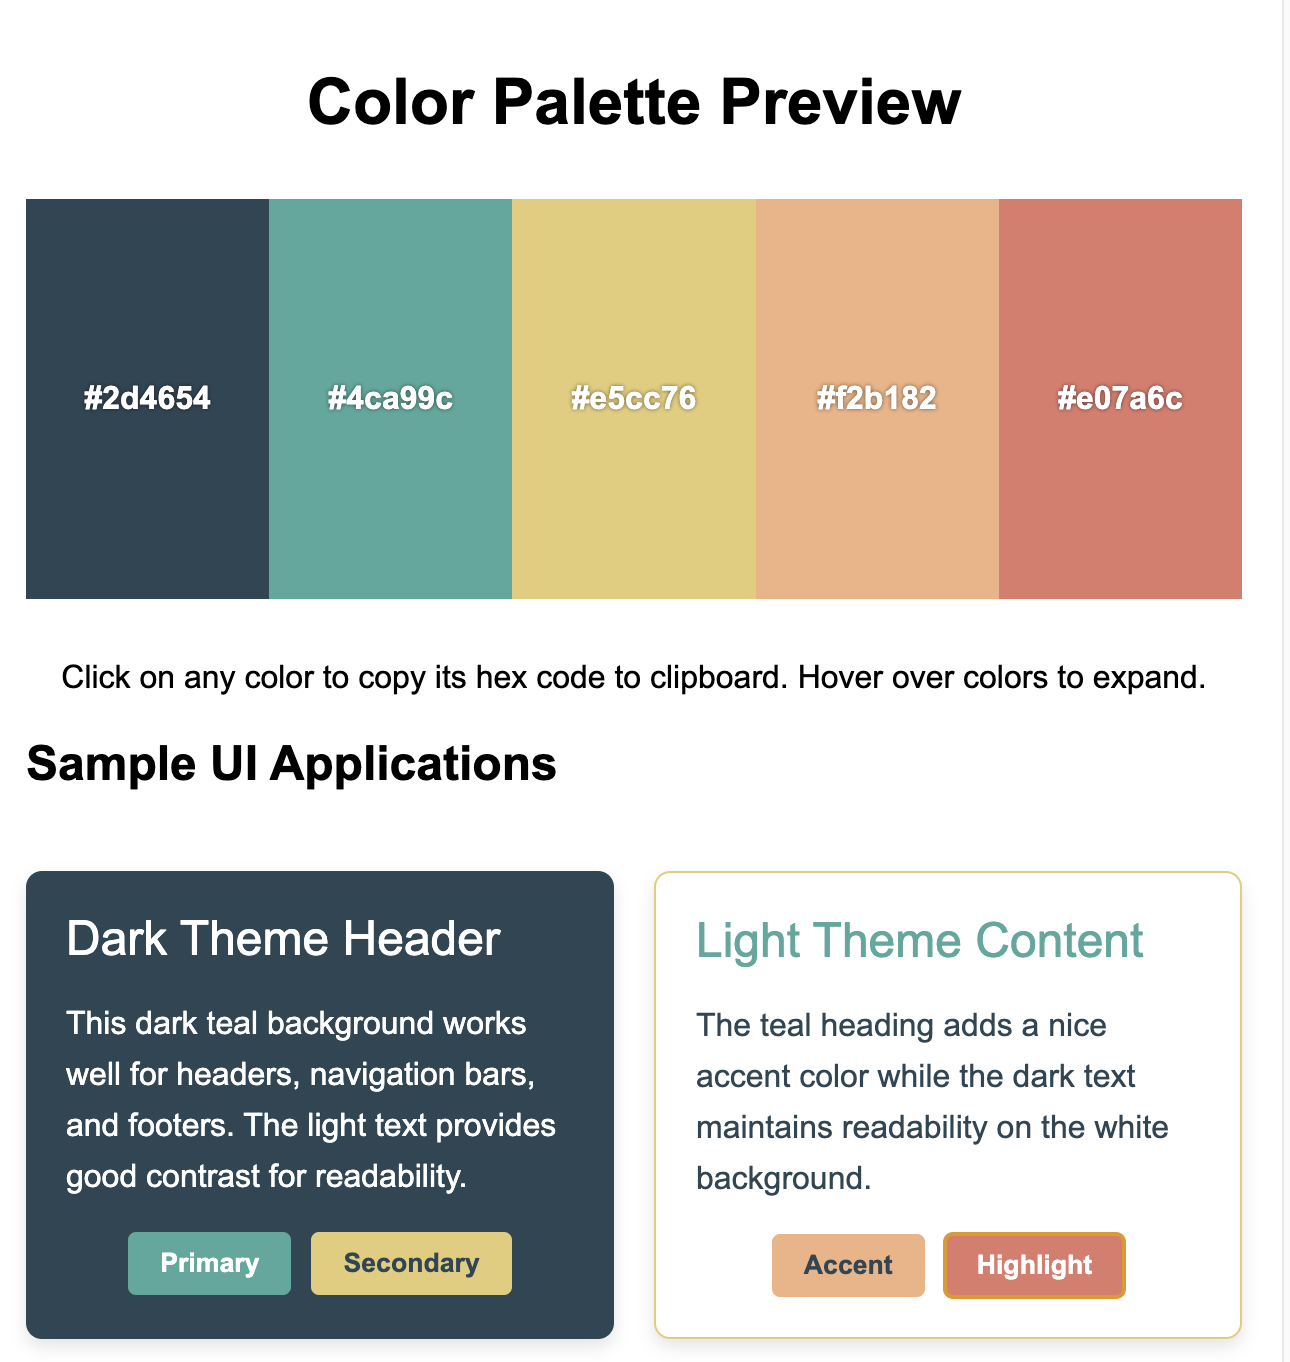 Color Palette Preview
#2d4654
#4ca99c
#e5cc76
#f2b182
#e07a6c
Click on any color to copy its hex code to clipboard. Hover over colors to expand.
Sample UI Applications
Dark Theme Header
This dark teal background works
well for headers, navigation bars,
and footers. The light text provides
good contrast for readability.
Primary
Secondary
Light Theme Content
The teal heading adds a nice
accent color while the dark text
maintains readability on the white
background.
Accent
Highlight